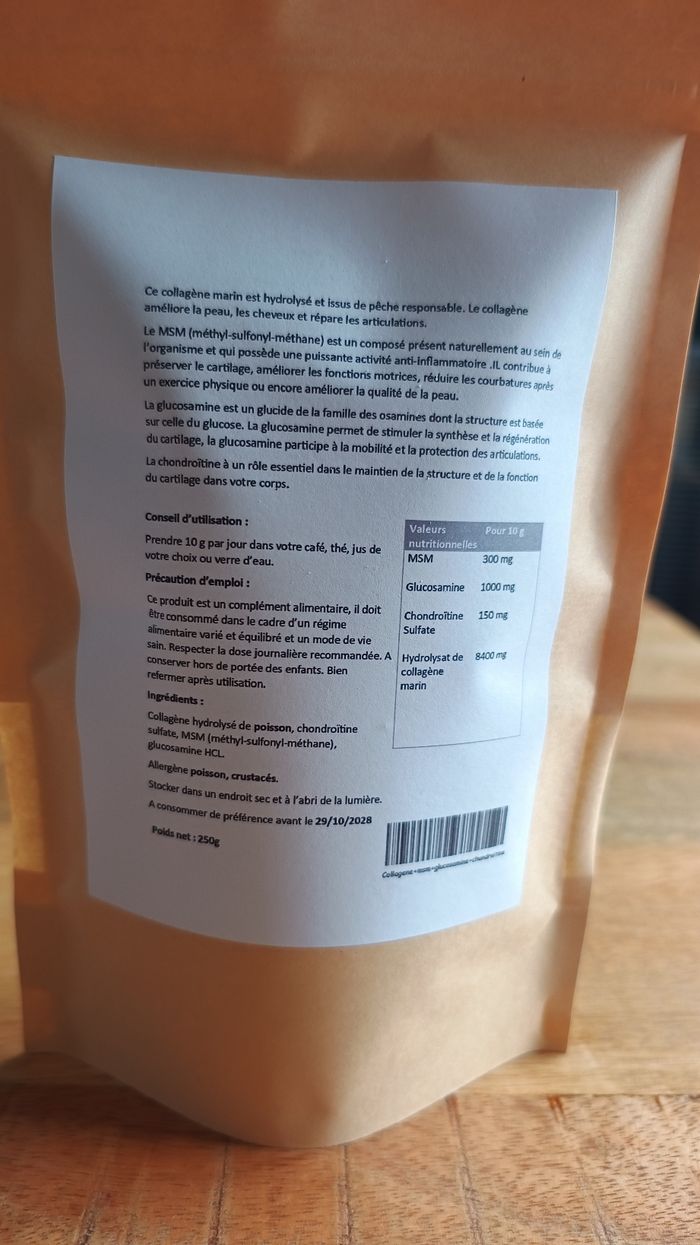 Ce collagène marin est hydrolysé et issus de pêche responsable. Le collagène
améliore la peau, les cheveux et répare les articulations.
Le MSM (méthyl-sulfonyl-méthane) est un composé présent naturellement au sein de
l'organisme et qui possède une puissante activité anti-inflammatoire .IL contribue à
préserver le cartilage, améliorer les fonctions motrices, réduire les courbatures après
un exercice physique ou encore améliorer la qualité de la peau.
La glucosamine est un glucide de la famille des osamines dont la structure est basée
sur celle du glucose. La glucosamine permet de stimuler la synthèse et la régénération
du cartilage, la glucosamine participe à la mobilité et la protection des articulations.
La chondroïtine à un rôle essentiel dans le maintien de la structure et de la fonction
du cartilage dans votre corps.
Conseil d'utilisation :
Prendre 10 g par jour dans votre café, thé, jus de
votre choix ou verre d'eau.
Précaution d'emploi :
Ce produit est un complément alimentaire, il doit
être consommé dans le cadre d'un régime
alimentaire varié et équilibré et un mode de vie
sain. Respecter la dose journalière recommandée. A
conserver hors de portée des enfants. Bien
refermer après utilisation.
Ingrédients :
Collagène hydrolysé de poisson, chondroïtine
sulfate, MSM (méthyl-sulfonyl-méthane),
glucosamine HCL.
Allergène poisson, crustacés.
Stocker dans un endroit sec et à l'abri de la lumière.
A consommer de préférence avant le 29/10/2028
Poids net : 250g
Valeurs Pour 10 g
nutritionnelles
MSM 300 mg
Glucosamine 1000 mg
Chondroïtine 150 mg
Sulfate
Hydrolysat de 8400 mg
collagène
marin
Collagene+msm+glucosamine+chondroitine